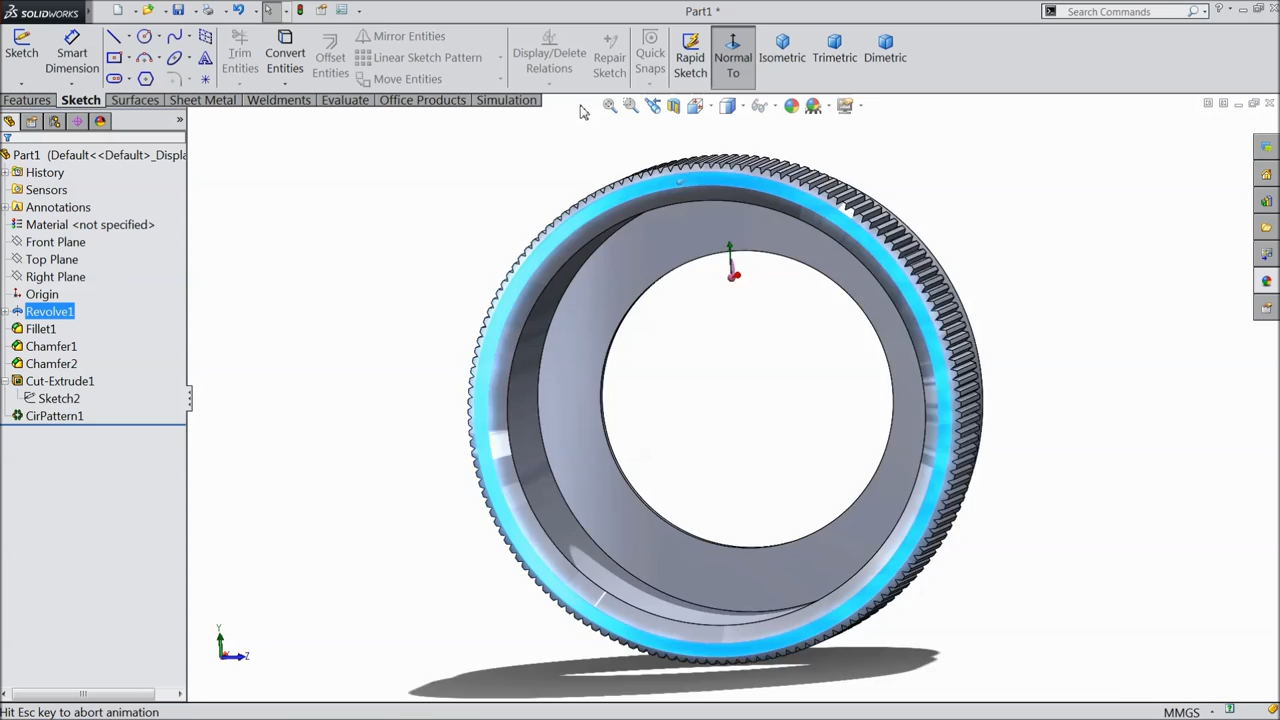 SOLIDWORKS
Part1 *
Search Commands
Sketch
Smart Dimension
Trim Entities
Convert Entities
Offset Entities
Mirror Entities
Linear Sketch Pattern
Move Entities
Display/Delete Relations
Repair Sketch
Quick Snaps
Rapid Sketch
Normal To
Isometric
Trimetric
Dimetric
Features
Sketch
Surfaces
Sheet Metal
Weldments
Evaluate
Office Products
Simulation
Part1 (Default<<Default>_Displa
History
Sensors
Annotations
Material <not specified>
Front Plane
Top Plane
Right Plane
Origin
Revolve1
Fillet1
Chamfer1
Chamfer2
Cut-Extrude1
Sketch2
CirPattern1
Y
Z
Hit Esc key to abort animation
MMGS